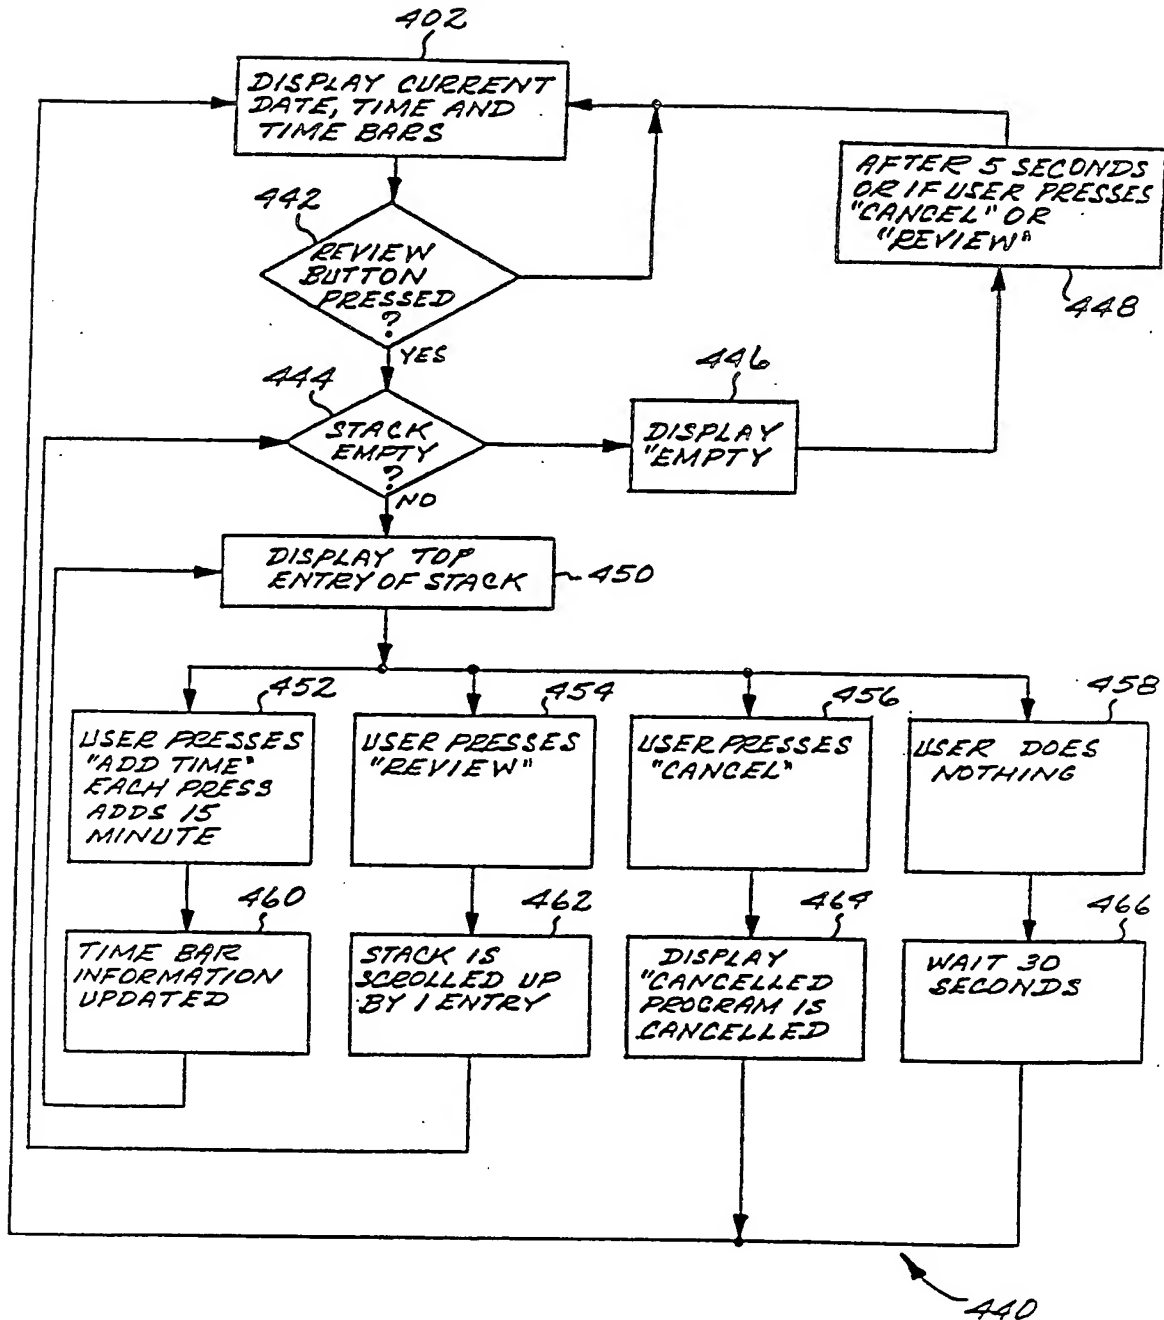 402
DISPLAY CURRENT
DATE, TIME AND
TIME BARS
442
REVIEW
BUTTON
PRESSED
?
YES
AFTER 5 SECONDS
OR IF USER PRESSES
"CANCEL" OR
"REVIEW"
448
444
STACK
EMPTY
?
NO
446
DISPLAY
"EMPTY
DISPLAY TOP
ENTRY OF STACK
450
452
USER PRESSES
"ADD TIME"
EACH PRESS
ADDS 15
MINUTE
454
USER PRESSES
"REVIEW"
456
USER PRESSES
"CANCEL"
458
USER DOES
NOTHING
460
TIME BAR
INFORMATION
UPDATED
462
STACK IS
SCROLLED UP
BY 1 ENTRY
464
DISPLAY
"CANCELLED
PROGRAM IS
CANCELLED
466
WAIT 30
SECONDS
440